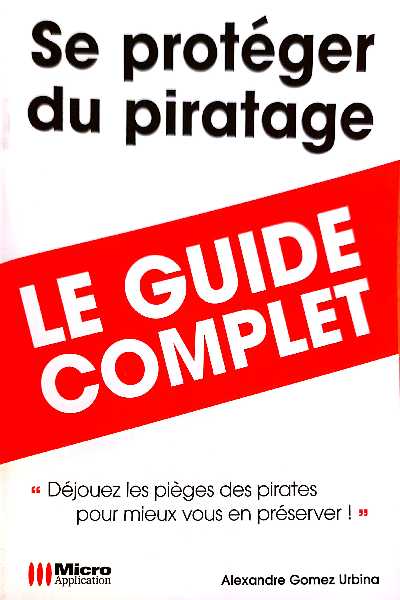 Se protéger
du piratage
LE GUIDE
COMPLET
“ Déjouez les pièges des pirates
pour mieux vous en préserver ! ”
Micro
Application
Alexandre Gomez Urbina